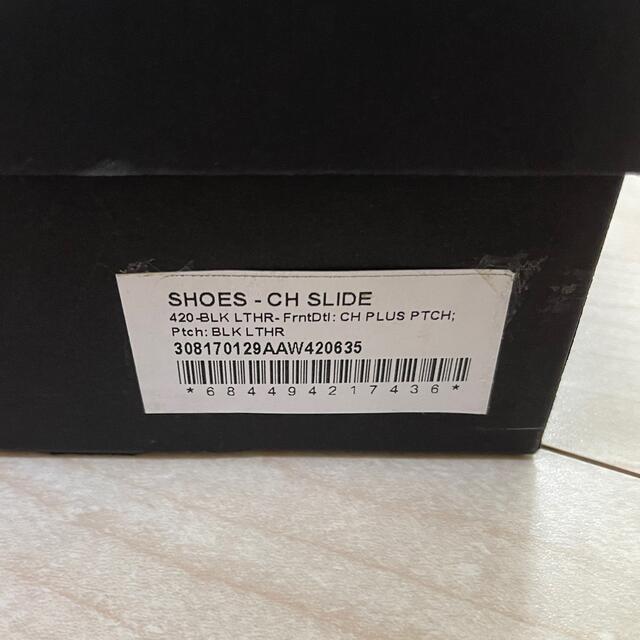 SHOES - CH SLIDE
420-BLK LTHR- FrntDtl: CH PLUS PTCH;
Ptch: BLK LTHR
308170129AAW420635
*684494217436*